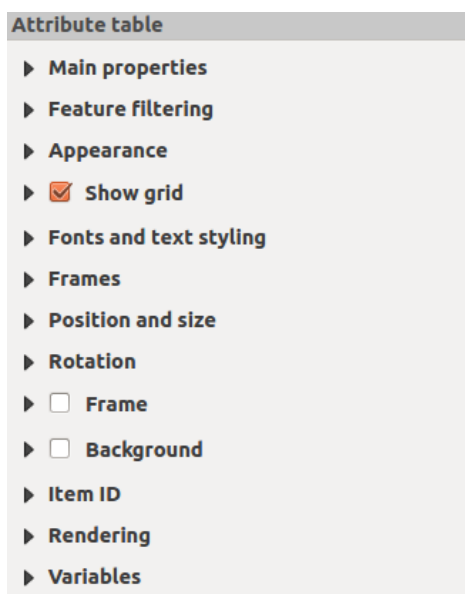 Attribute table
Main properties
Feature filtering
Appearance
Show grid
Fonts and text styling
Frames
Position and size
Rotation
Frame
Background
Item ID
Rendering
Variables